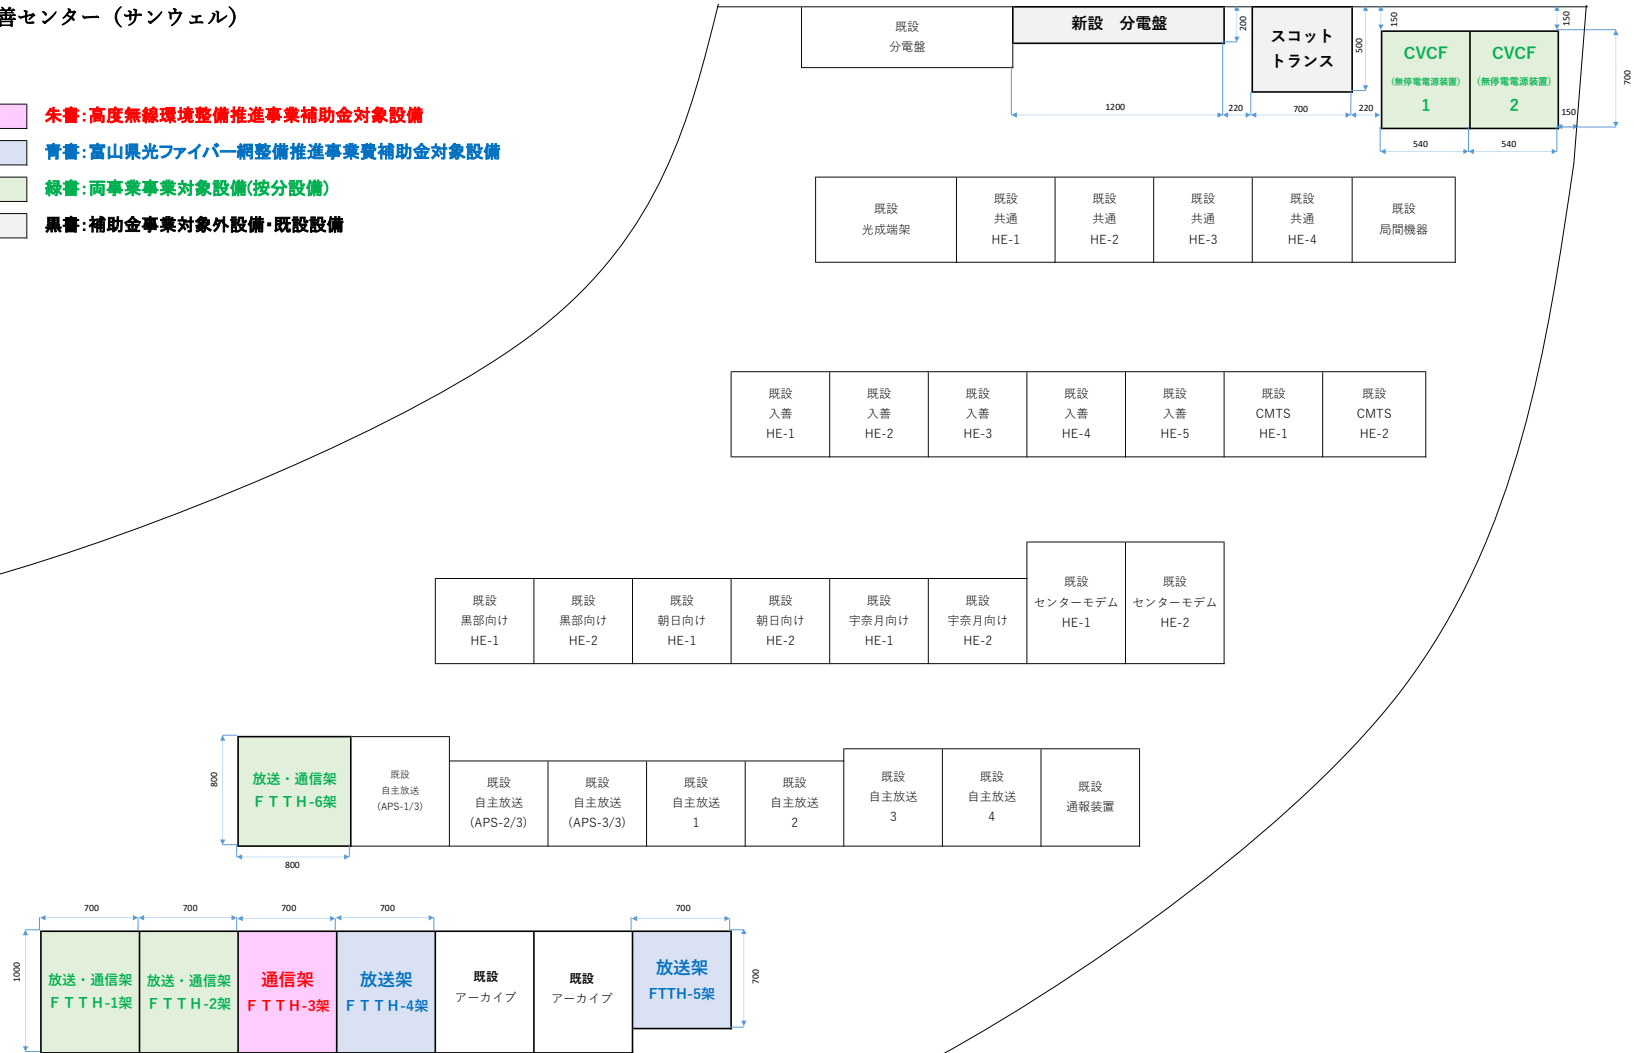 善センター（サンウェル）
朱書：高度無線環境整備推進事業補助金対象設備
青書：富山県光ファイバー網整備推進事業費補助金対象設備
緑書：両事業事業対象設備(按分設備)
黒書：補助金事業対象外設備・既設設備
既設
分電盤
新設　分電盤
200
スコット
トランス
500
150
150
CVCF
(無停電電源装置)
1
CVCF
(無停電電源装置)
2
700
150
1200
220
700
220
540
540
既設
光成端架
既設
共通
HE-1
既設
共通
HE-2
既設
共通
HE-3
既設
共通
HE-4
既設
局間機器
既設
入善
HE-1
既設
入善
HE-2
既設
入善
HE-3
既設
入善
HE-4
既設
入善
HE-5
既設
CMTS
HE-1
既設
CMTS
HE-2
既設
黒部向け
HE-1
既設
黒部向け
HE-2
既設
朝日向け
HE-1
既設
朝日向け
HE-2
既設
宇奈月向け
HE-1
既設
宇奈月向け
HE-2
既設
センターモデム
HE-1
既設
センターモデム
HE-2
800
放送・通信架
ＦＴＴＨ-6架
800
既設
自主放送
(APS-1/3)
既設
自主放送
(APS-2/3)
既設
自主放送
(APS-3/3)
既設
自主放送
1
既設
自主放送
2
既設
自主放送
3
既設
自主放送
4
既設
通報装置
700
700
700
700
700
1000
放送・通信架
ＦＴＴＨ-1架
放送・通信架
ＦＴＴＨ-2架
通信架
ＦＴＴＨ-3架
放送架
ＦＴＴＨ-4架
既設
アーカイブ
既設
アーカイブ
放送架
FTTH-5架
700